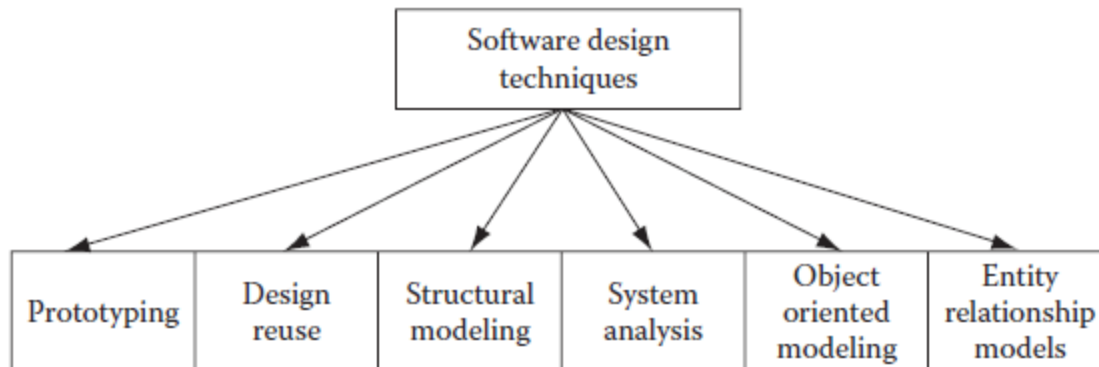 Software design
techniques
Prototyping
Design
reuse
Structural
modeling
System
analysis
Object
oriented
modeling
Entity
relationship
models